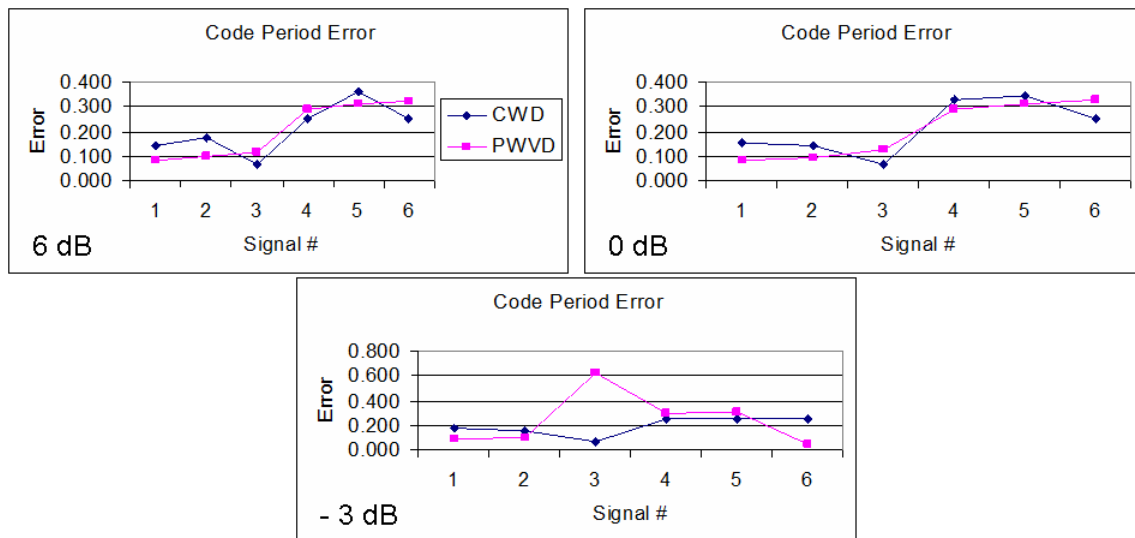 Code Period Error
0.400
0.300
0.200
0.100
0.000
Error
1 2 3 4 5 6
Signal #
CWD
PWVD
6 dB
Code Period Error
0.400
0.300
0.200
0.100
0.000
Error
1 2 3 4 5 6
Signal #
0 dB
Code Period Error
0.800
0.600
0.400
0.200
0.000
Error
1 2 3 4 5 6
Signal #
- 3 dB